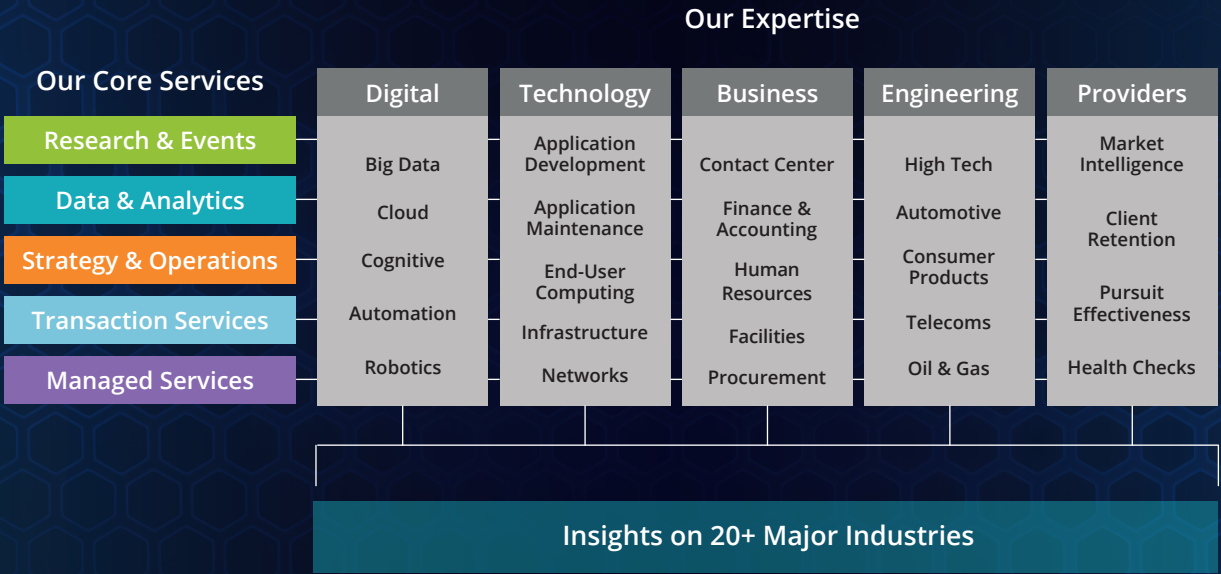 Our Expertise
Our Core Services
Research & Events
Data & Analytics
Strategy & Operations
Transaction Services
Managed Services
Digital
Big Data
Cloud
Cognitive
Automation
Robotics
Technology
Application
Development
Application
Maintenance
End-User
Computing
Infrastructure
Networks
Business
Contact Center
Finance &
Accounting
Human
Resources
Facilities
Procurement
Engineering
High Tech
Automotive
Consumer
Products
Telecoms
Oil & Gas
Providers
Market
Intelligence
Client
Retention
Pursuit
Effectiveness
Health Checks
Insights on 20+ Major Industries